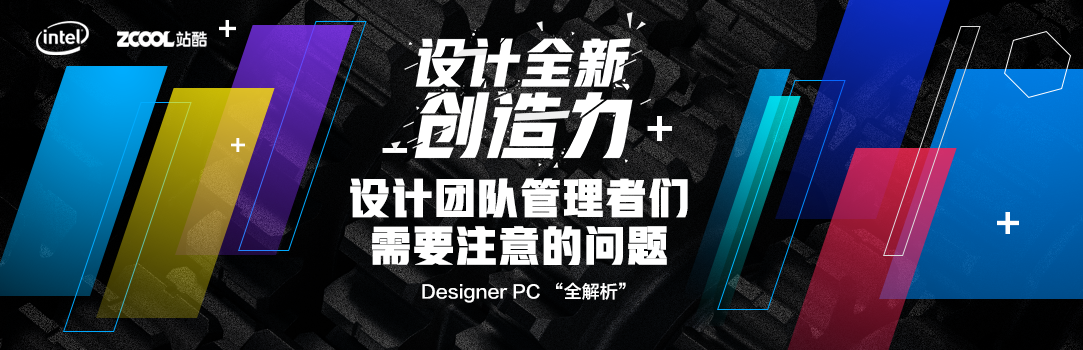 intel ZCOOL站酷
设计全新
创造力
设计团队管理者们
需要注意的问题
Designer PC “全解析”